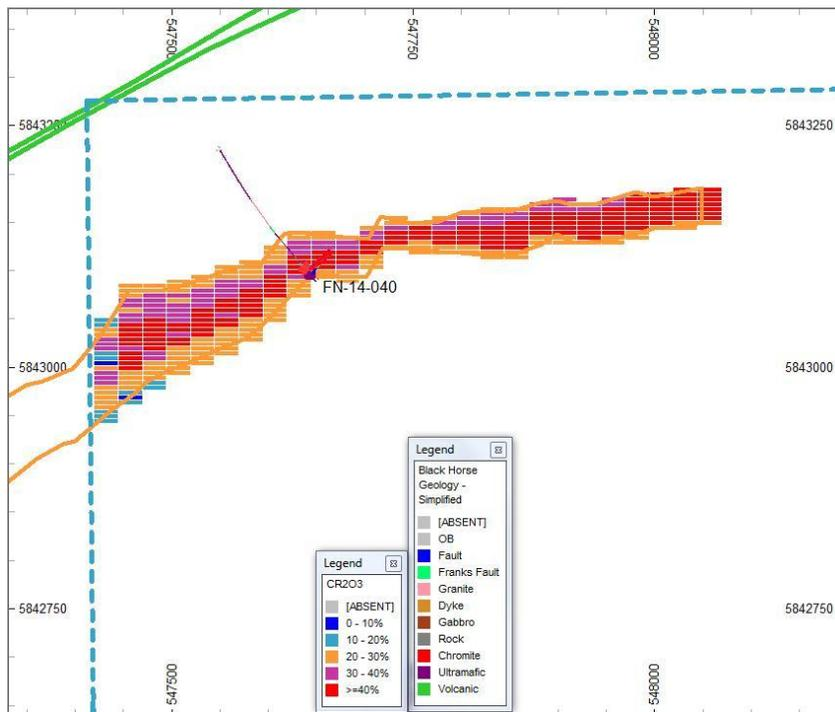 547500
547750
548000
5843250
5843250
FN-14-040
5843000
5843000
Legend
Black Horse
Geology -
Simplified
[ABSENT]
OB
Fault
Franks Fault
Granite
Dyke
Gabbro
Rock
Chromite
Ultramafic
Volcanic
Legend
CR2O3
[ABSENT]
0 - 10%
10 - 20%
20 - 30%
30 - 40%
>=40%
5842750
5842750
547500
548000